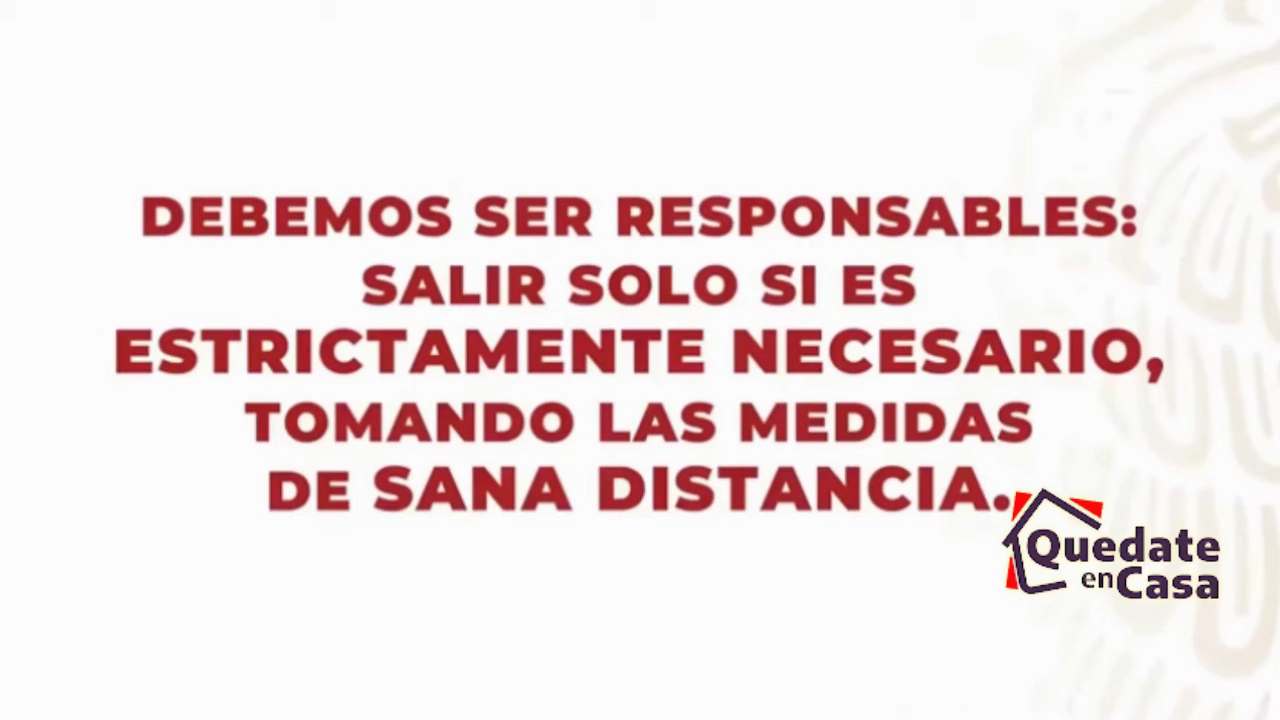 DEBEMOS SER RESPONSABLES:
SALIR SOLO SI ES
ESTRICTAMENTE NECESARIO,
TOMANDO LAS MEDIDAS
DE SANA DISTANCIA.
Quedate
en Casa